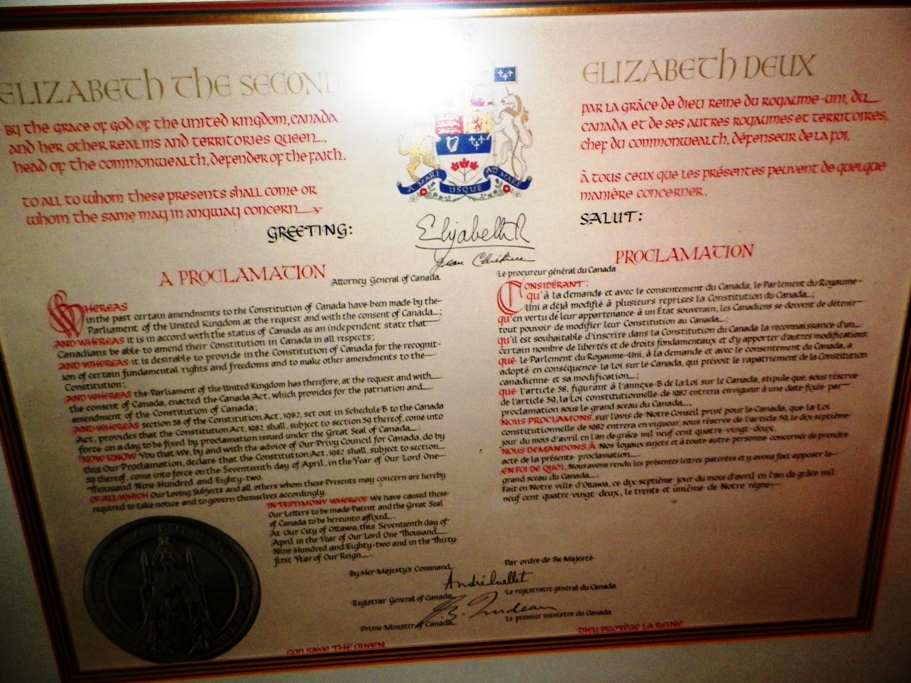 ELIZABETH THE SECOND
BY THE GRACE OF GOD OF THE UNITED KINGDOM, CANADA
AND HER OTHER REALMS AND TERRITORIES QUEEN,
HEAD OF THE COMMONWEALTH, DEFENDER OF THE FAITH.
TO ALL TO WHOM THESE PRESENTS SHALL COME OR
WHOM THE SAME MAY IN ANYWAY CONCERN
GREETING:
A MARI USQUE AD MARE
Elizabeth R
Jean Chrétien
ELIZABETH DEUX
PAR LA GRÂCE DE DIEU REINE DU ROYAUME-UNI, DU
CANADA ET DE SES AUTRES ROYAUMES ET TERRITOIRES,
CHEF DU COMMONWEALTH, DÉFENSEUR DE LA FOI.
À TOUS CEUX QUE LES PRÉSENTES PEUVENT DE QUELQUE
MANIÈRE CONCERNER,
SALUT:
A PROCLAMATION
Attorney General of Canada
WHEREAS
in the past certain amendments to the Constitution of Canada have been made by the
Parliament of the United Kingdom at the request and with the consent of Canada;
AND WHEREAS it is in accord with the status of Canada as an independent state that
Canadians be able to amend their Constitution in Canada in all respects;
AND WHEREAS it is desirable to provide in the Constitution of Canada for the recognit-
ion of certain fundamental rights and freedoms and to make other amendments to the
Constitution;
AND WHEREAS the Parliament of the United Kingdom has therefore, at the request and with
the consent of Canada, enacted the Canada Act, which provides for the patriation and
amendment of the Constitution of Canada;
AND WHEREAS section 58 of the Constitution Act, 1982, set out in Schedule B to the Canada
Act, provides that the Constitution Act, 1982 shall, subject to section 59 thereof, come into
force on a day to be fixed by proclamation issued under the Great Seal of Canada;
NOW KNOW You that We, by and with the advice of Our Privy Council for Canada, do by
this Our Proclamation, declare that the Constitution Act, 1982 shall, subject to section
59 thereof, come into force on the Seventeenth day of April, in the Year of Our Lord One
Thousand Nine Hundred and Eighty-two.
OF ALL WHICH Our Loving Subjects and all others whom these Presents may concern are hereby
required to take notice and to govern themselves accordingly.
IN TESTIMONY WHEREOF We have caused these
Our Letters to be made Patent and the Great Seal
of Canada to be hereunto affixed.
At Our City of Ottawa, this Seventeenth day of
April in the Year of Our Lord One Thousand
Nine Hundred and Eighty-two and in the Thirty-
first Year of Our Reign.
PROCLAMATION
Le procureur général du Canada
CONSIDÉRANT:
qu'à la demande et avec le consentement du Canada, le Parlement du Royaume-
Uni a déjà modifié à plusieurs reprises la Constitution du Canada;
qu'en vertu de leur appartenance à un État souverain, les Canadiens se doivent de détenir
tout pouvoir de modifier leur Constitution au Canada;
qu'il est souhaitable d'inscrire dans la Constitution du Canada la reconnaissance d'un
certain nombre de libertés et de droits fondamentaux et d'y apporter d'autres modifications;
que le Parlement du Royaume-Uni, à la demande et avec le consentement du Canada, a
adopté en conséquence la Loi sur le Canada, qui prévoit le rapatriement de la Constitution
canadienne et sa modification;
que l'article 58, figurant à l'annexe B de la Loi sur le Canada, stipule que, sous réserve
de l'article 59, la Loi constitutionnelle de 1982 entrera en vigueur à une date fixée par
proclamation sous le grand sceau du Canada.
NOUS PROCLAMONS, sur l'avis de Notre Conseil privé pour le Canada, que la Loi
constitutionnelle de 1982 entrera en vigueur, sous réserve de l'article 59, le dix-septième
jour du mois d'avril en l'an de grâce mil neuf cent quatre-vingt-deux.
NOUS DEMANDONS À Nos loyaux sujets et à toute autre personne concernée de prendre
acte de la présente proclamation.
EN FOI DE QUOI, Nous avons rendu les présentes lettres patentes et y avons fait apposer le
grand sceau du Canada.
Fait en Notre ville d'Ottawa, ce dix-septième jour du mois d'avril en l'an de grâce mil
neuf cent quatre-vingt-deux, le trente et unième de Notre règne.
By Her Majesty's Command
Par ordre de Sa Majesté
André Ouellet
Registrar General of Canada
Le registraire général du Canada
P. E. Trudeau
Prime Minister of Canada
Le premier ministre du Canada
GOD SAVE THE QUEEN
DIEU PROTÈGE LA REINE